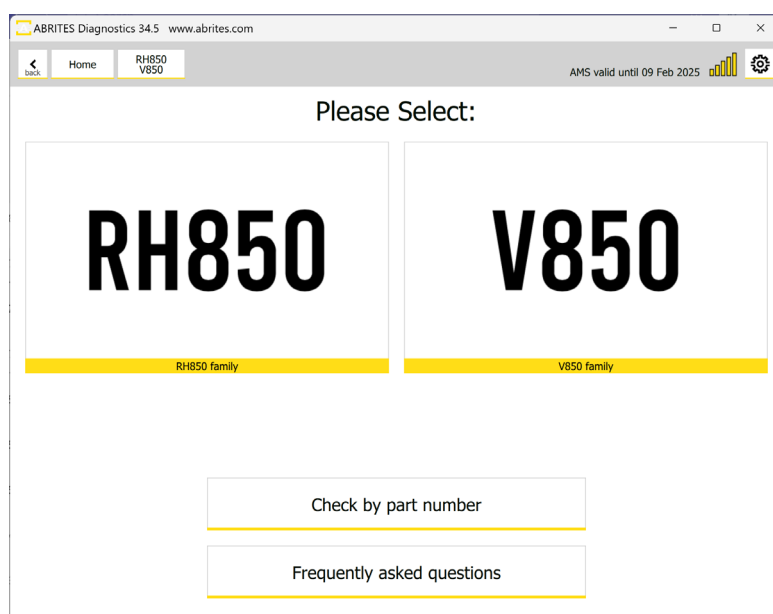 ABRITES Diagnostics 34.5 www.abrites.com
back
Home
RH850
V850
AMS valid until 09 Feb 2025
Please Select:
RH850
V850
RH850 family
V850 family
Check by part number
Frequently asked questions